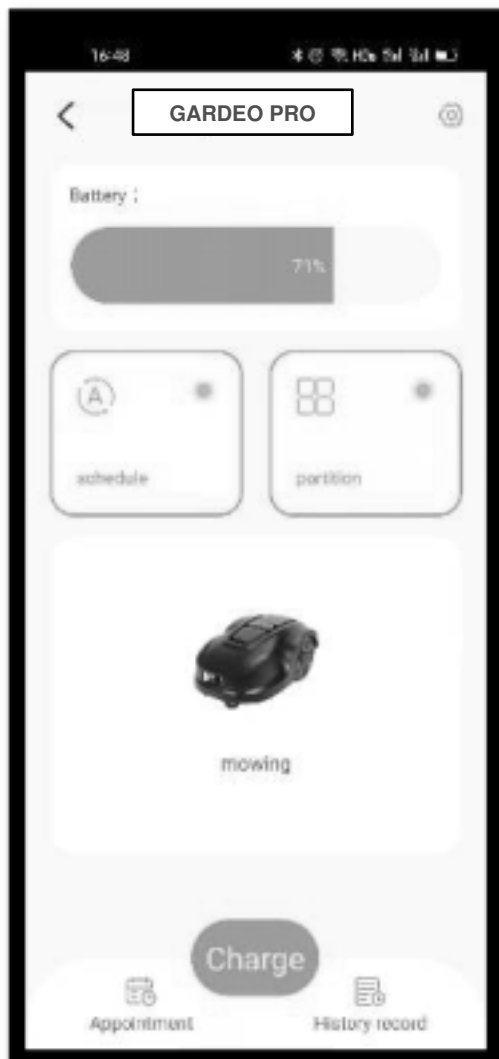 16:48
GARDEO PRO
Battery :
71%
A
schedule
partition
mowing
Charge
Appointment
History record